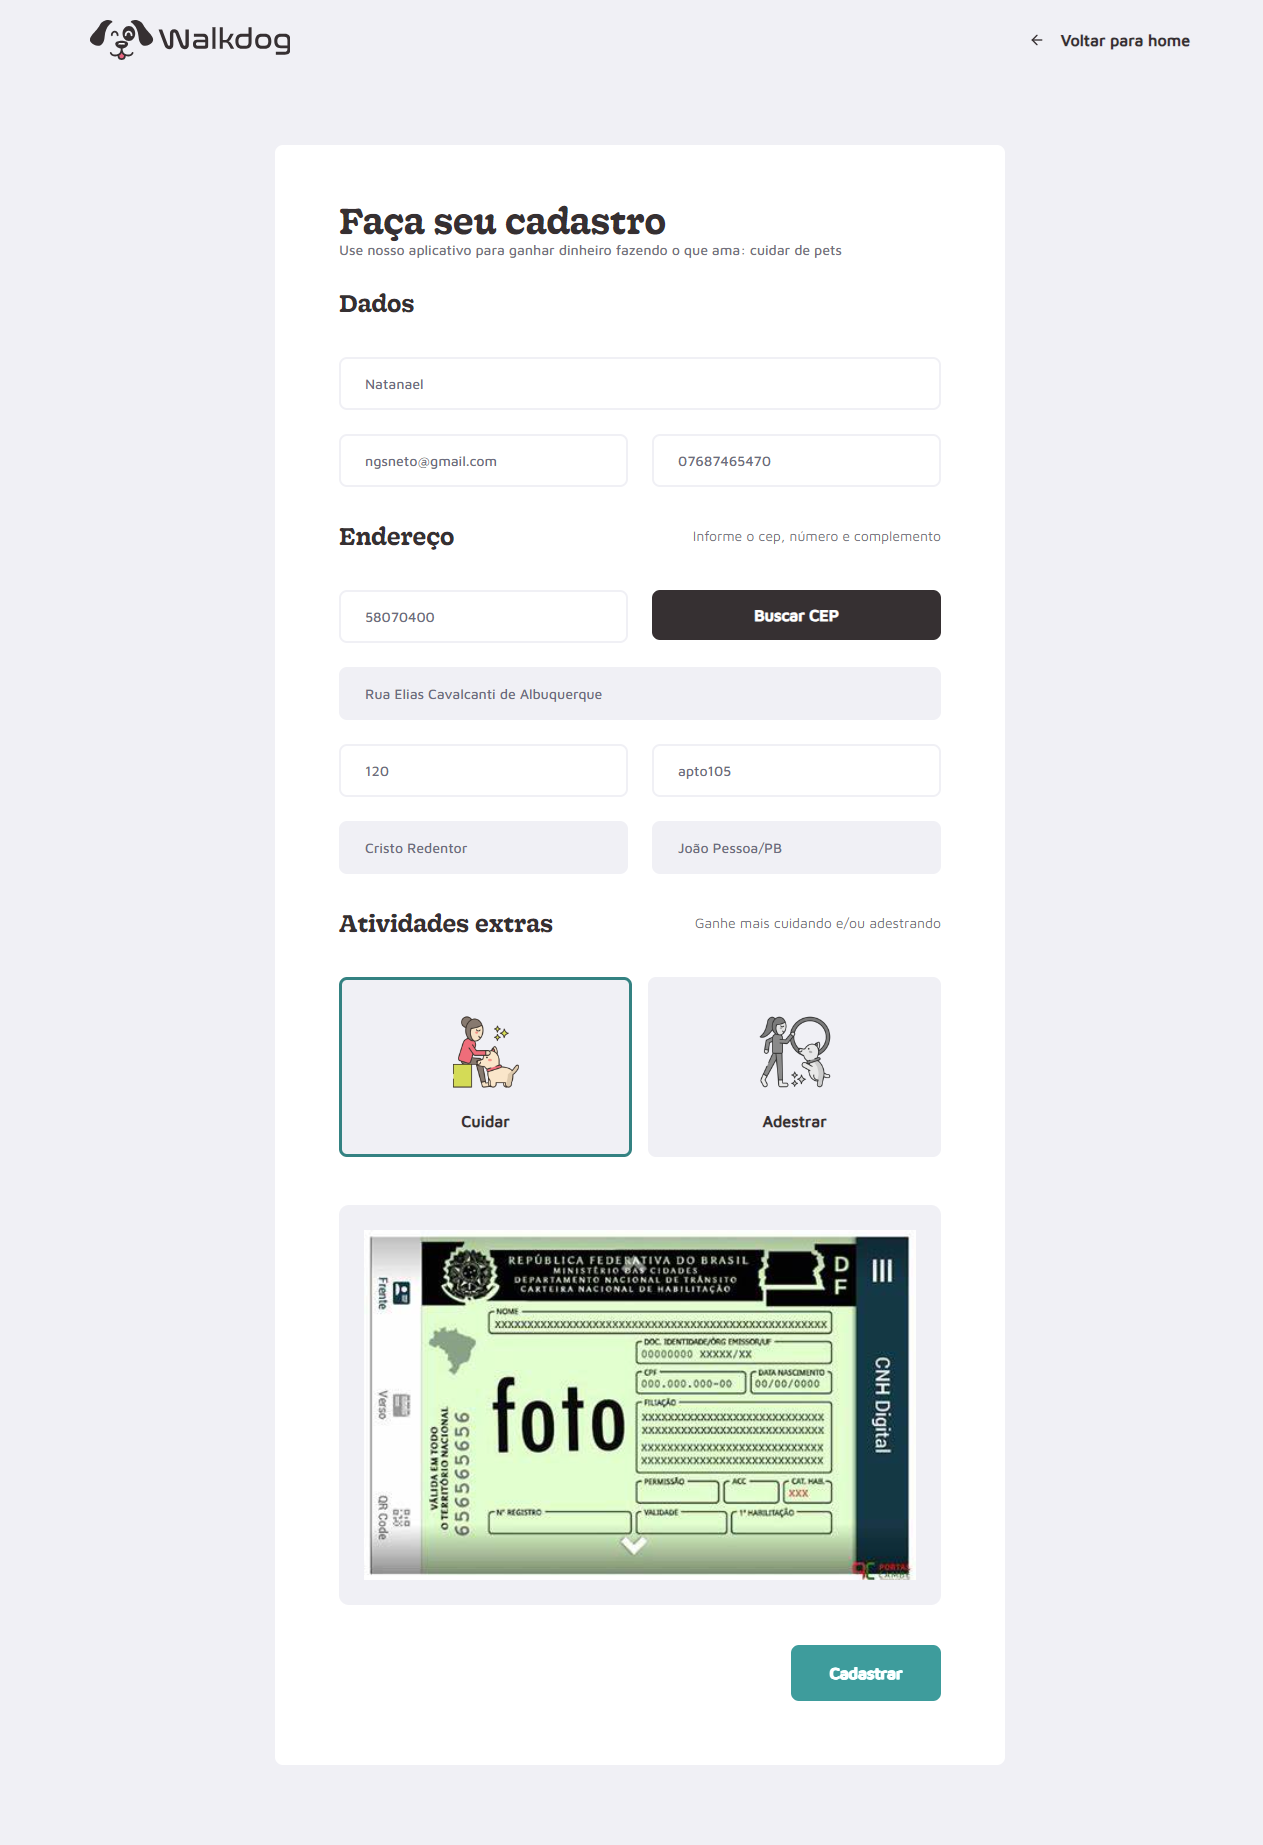 Walkdog
Voltar para home
Faça seu cadastro
Use nosso aplicativo para ganhar dinheiro fazendo o que ama: cuidar de pets
Dados
Natanael
ngsneto@gmail.com
07687465470
Endereço
Informe o cep, número e complemento
58070400
Buscar CEP
Rua Elias Cavalcanti de Albuquerque
120
apto105
Cristo Redentor
João Pessoa/PB
Atividades extras
Ganhe mais cuidando e/ou adestrando
Cuidar
Adestrar
REPÚBLICA FEDERATIVA DO BRASIL
MINISTÉRIO DAS CIDADES
DEPARTAMENTO NACIONAL DE TRÂNSITO
CARTEIRA NACIONAL DE HABILITAÇÃO
DF
Frente
Verso
QR Code
NOME
XXXXXXXXXXXXXXXXXXXXXXXXXXXXXXXXXXXXXXXXXXXXXXXXXXX
DOC. IDENTIDADE/ÓRG EMISSOR/UF
00000000 XXXXX/XX
CPF
000.000.000-00
DATA NASCIMENTO
00/00/0000
FILIAÇÃO
XXXXXXXXXXXXXXXXXXXXXXXXXXXX
XXXXXXXXXXXXXXXXXXXXXXXXXXXX
XXXXXXXXXXXXXXXXXXXXXXXXXXXX
XXXXXXXXXXXXXXXXXXXXXXXXXXXX
foto
VÁLIDA EM TODO
O TERRITÓRIO NACIONAL
656565656
PERMISSÃO
ACC
CAT. HAB.
XXX
Nº REGISTRO
VALIDADE
1ª HABILITAÇÃO
CNH Digital
PORTAL
Cadastrar